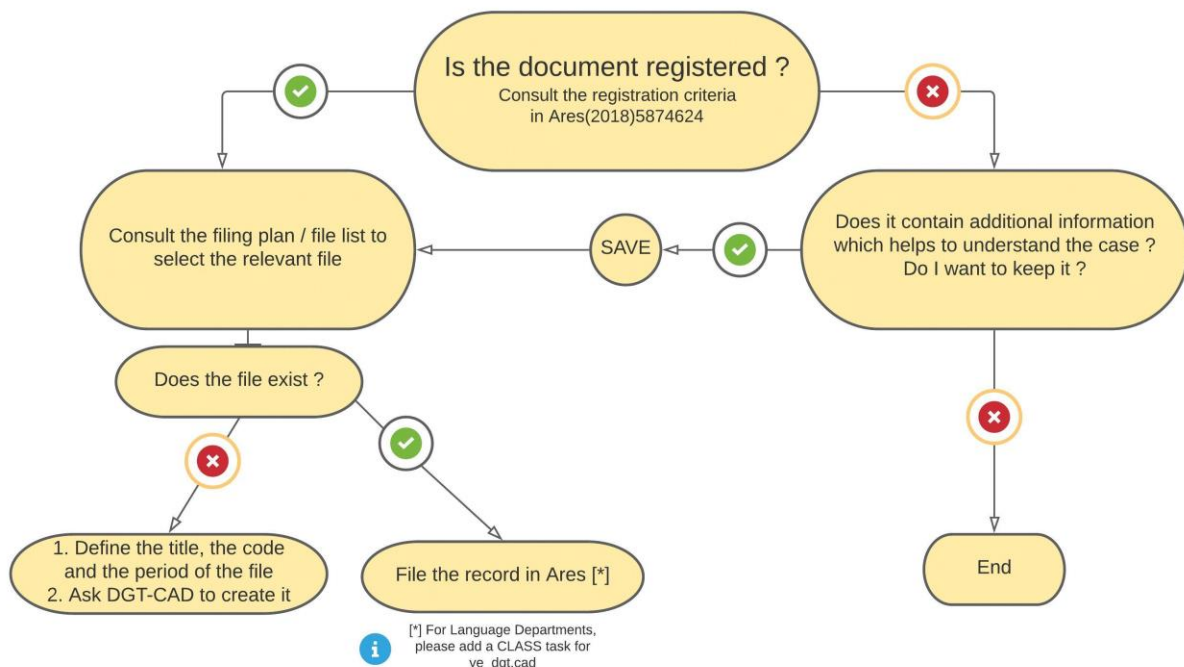 Is the document registered ?
Consult the registration criteria
in Ares(2018)5874624
Consult the filing plan / file list to
select the relevant file
SAVE
Does it contain additional information
which helps to understand the case ?
Do I want to keep it ?
Does the file exist ?
1. Define the title, the code
and the period of the file
2. Ask DGT-CAD to create it
File the record in Ares [*]
End
[*] For Language Departments,
please add a CLASS task for
ve_dgt.cad